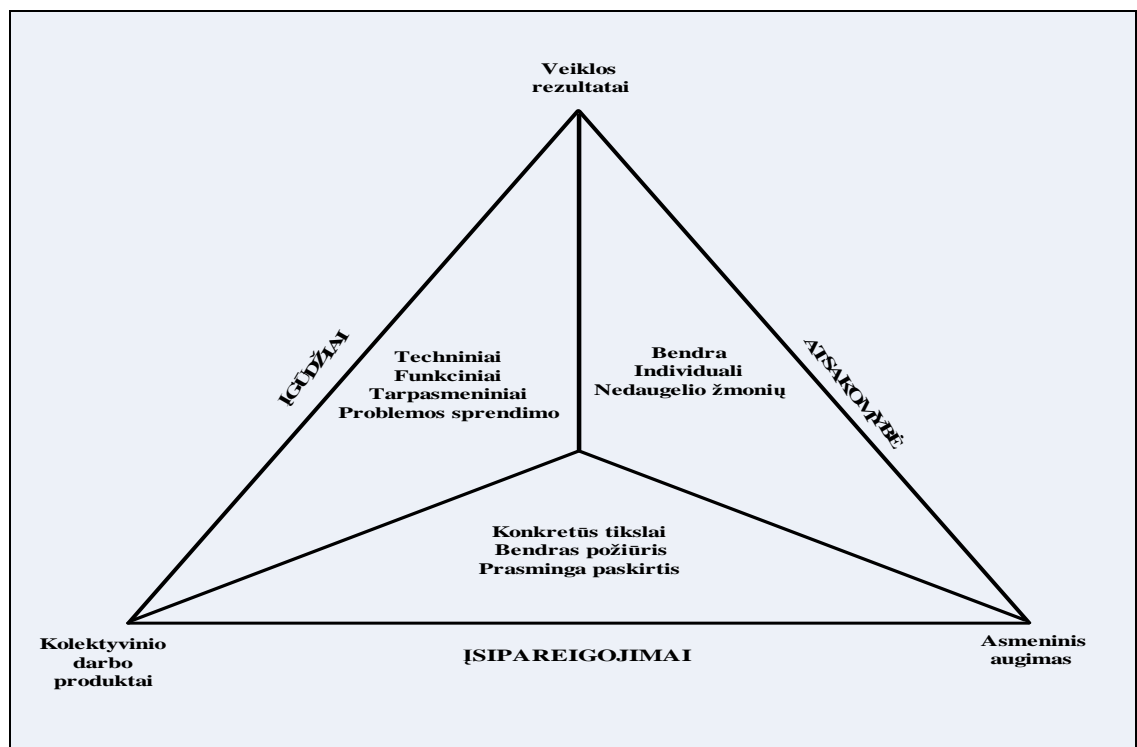 Veiklos
rezultatai
ĮGŪDŽIAI
Techniniai
Funkciniai
Tarpasmeniniai
Problemos sprendimo
Bendra
Individuali
Nedaugelio žmonių
ATSAKOMYBĖ
Konkretūs tikslai
Bendras požiūris
Prasminga paskirtis
Kolektyvinio
darbo
produktai
ĮSIPAREIGOJIMAI
Asmeninis
augimas